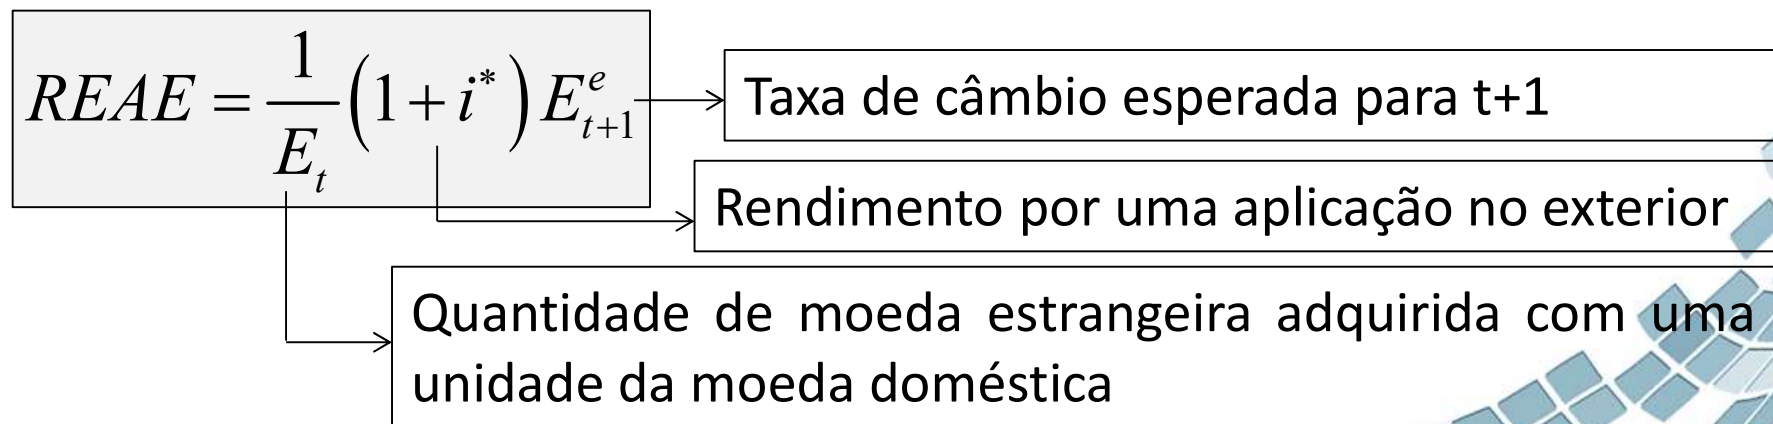 REAE = \frac{1}{E_t}(1+i^*)E^e_{t+1}
Taxa de câmbio esperada para t+1
Rendimento por uma aplicação no exterior
Quantidade de moeda estrangeira adquirida com uma
unidade da moeda doméstica